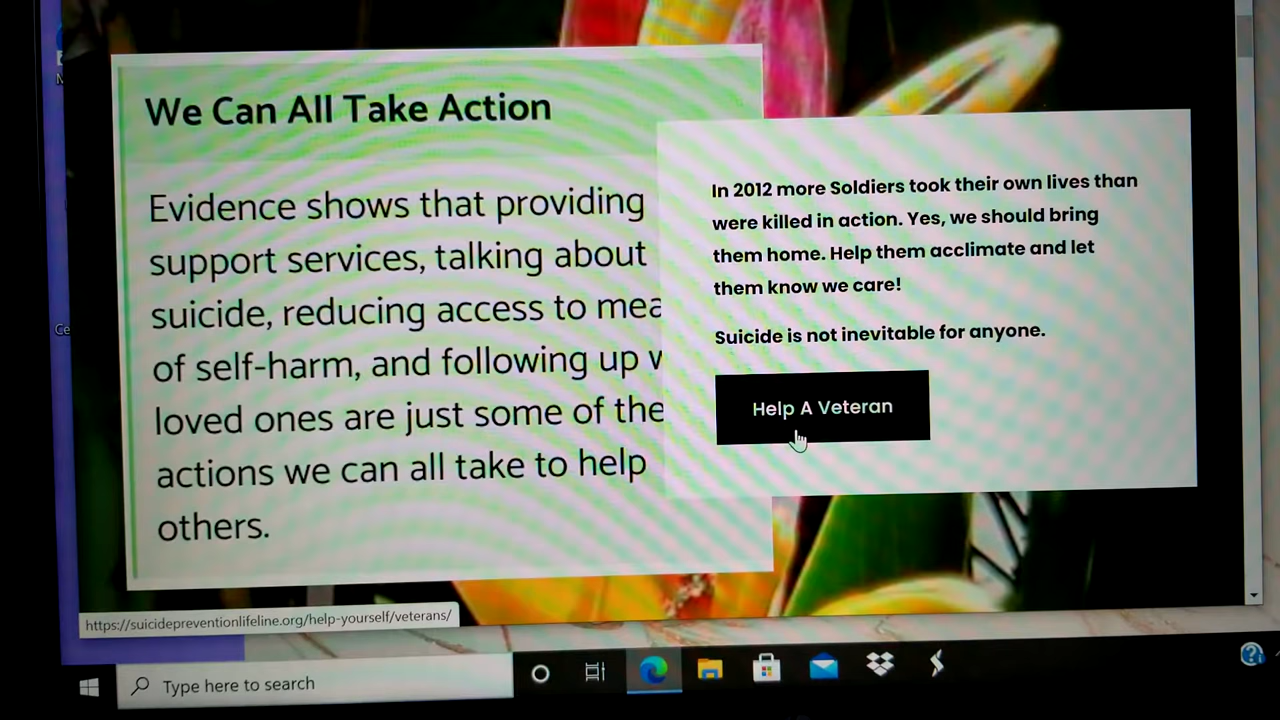 We Can All Take Action
Evidence shows that providing
support services, talking about
suicide, reducing access to mea
of self-harm, and following up w
loved ones are just some of the
actions we can all take to help
others.
In 2012 more Soldiers took their own lives than
were killed in action. Yes, we should bring
them home. Help them acclimate and let
them know we care!
Suicide is not inevitable for anyone.
Help A Veteran
https://suicidepreventionlifeline.org/help-yourself/veterans/
Type here to search
Ce